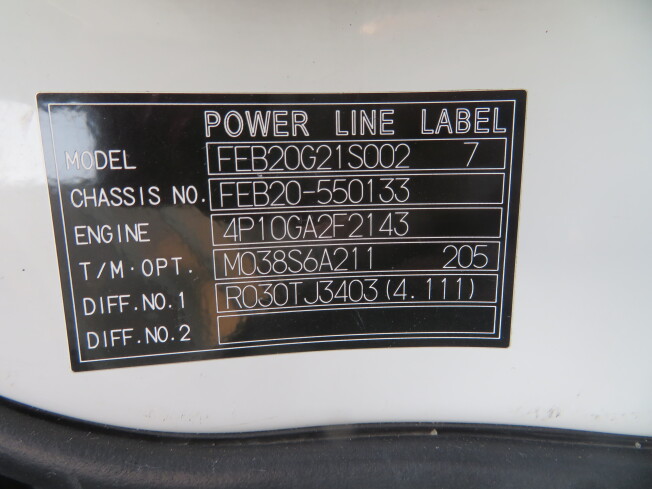 POWER LINE LABEL
MODEL FEB20G21S002 7
CHASSIS NO. FEB20-550133
ENGINE 4P10GA2F2143
T/M·OPT. M038S6A211 205
DIFF.NO.1 R030TJ3403(4.111)
DIFF.NO.2